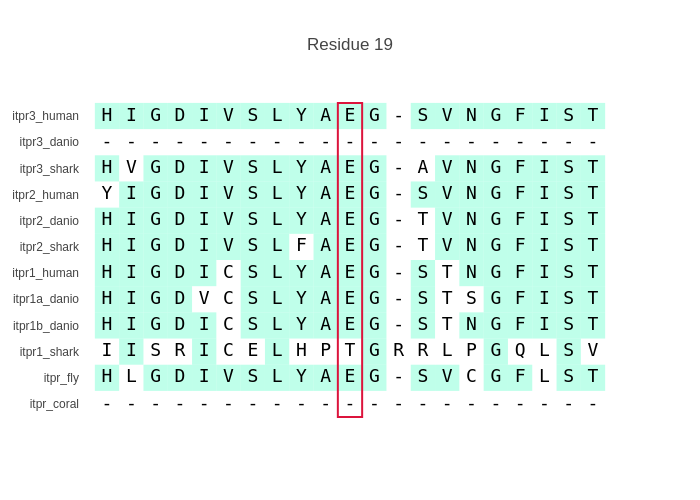 Residue 19
itpr3_human H I G D I V S L Y A E G - S V N G F I S T
itpr3_danio - - - - - - - - - - - - - - - - - - - - -
itpr3_shark H V G D I V S L Y A E G - A V N G F I S T
itpr2_human Y I G D I V S L Y A E G - S V N G F I S T
itpr2_danio H I G D I V S L Y A E G - T V N G F I S T
itpr2_shark H I G D I V S L F A E G - T V N G F I S T
itpr1_human H I G D I C S L Y A E G - S T N G F I S T
itpr1a_danio H I G D V C S L Y A E G - S T S G F I S T
itpr1b_danio H I G D I C S L Y A E G - S T N G F I S T
itpr1_shark I I S R I C E L H P T G R R L P G Q L S V
itpr_fly H L G D I V S L Y A E G - S V C G F L S T
itpr_coral - - - - - - - - - - - - - - - - - - - - -